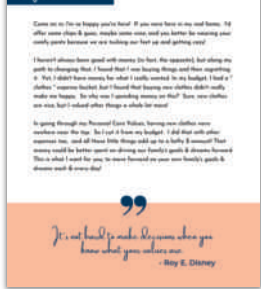 Come on in I'm so happy you're here! If you were here in my real home, I'd
offer some chips & guac, maybe some wine, and you better be wearing your
comfy pants because we are kicking our feet up and getting cozy!
I haven't always been good with money (in fact, the opposite), but along my
path to changing that, I found that I was buying things and then regretting
it. Yet, I didn't have money for what I really wanted. In my budget, I had a "
clothes " expense bucket, but I found that buying new clothes didn't really
make me happy. So why was I spending money on this? Sure, new clothes
are nice, but I valued other things a whole lot more!
In going through my Personal Core Values, having new clothes were
nowhere near the top. So I cut it from my budget. I did that with other
expenses too, and all those little things add up to a hefty $ amount! That
money could be better spent on driving our family's goals & dreams forward
This is what I want for you, to move forward on your own family's goals &
dreams each & every day!
”
It's not hard to make decisions when you
know what your values are.
- Roy E. Disney